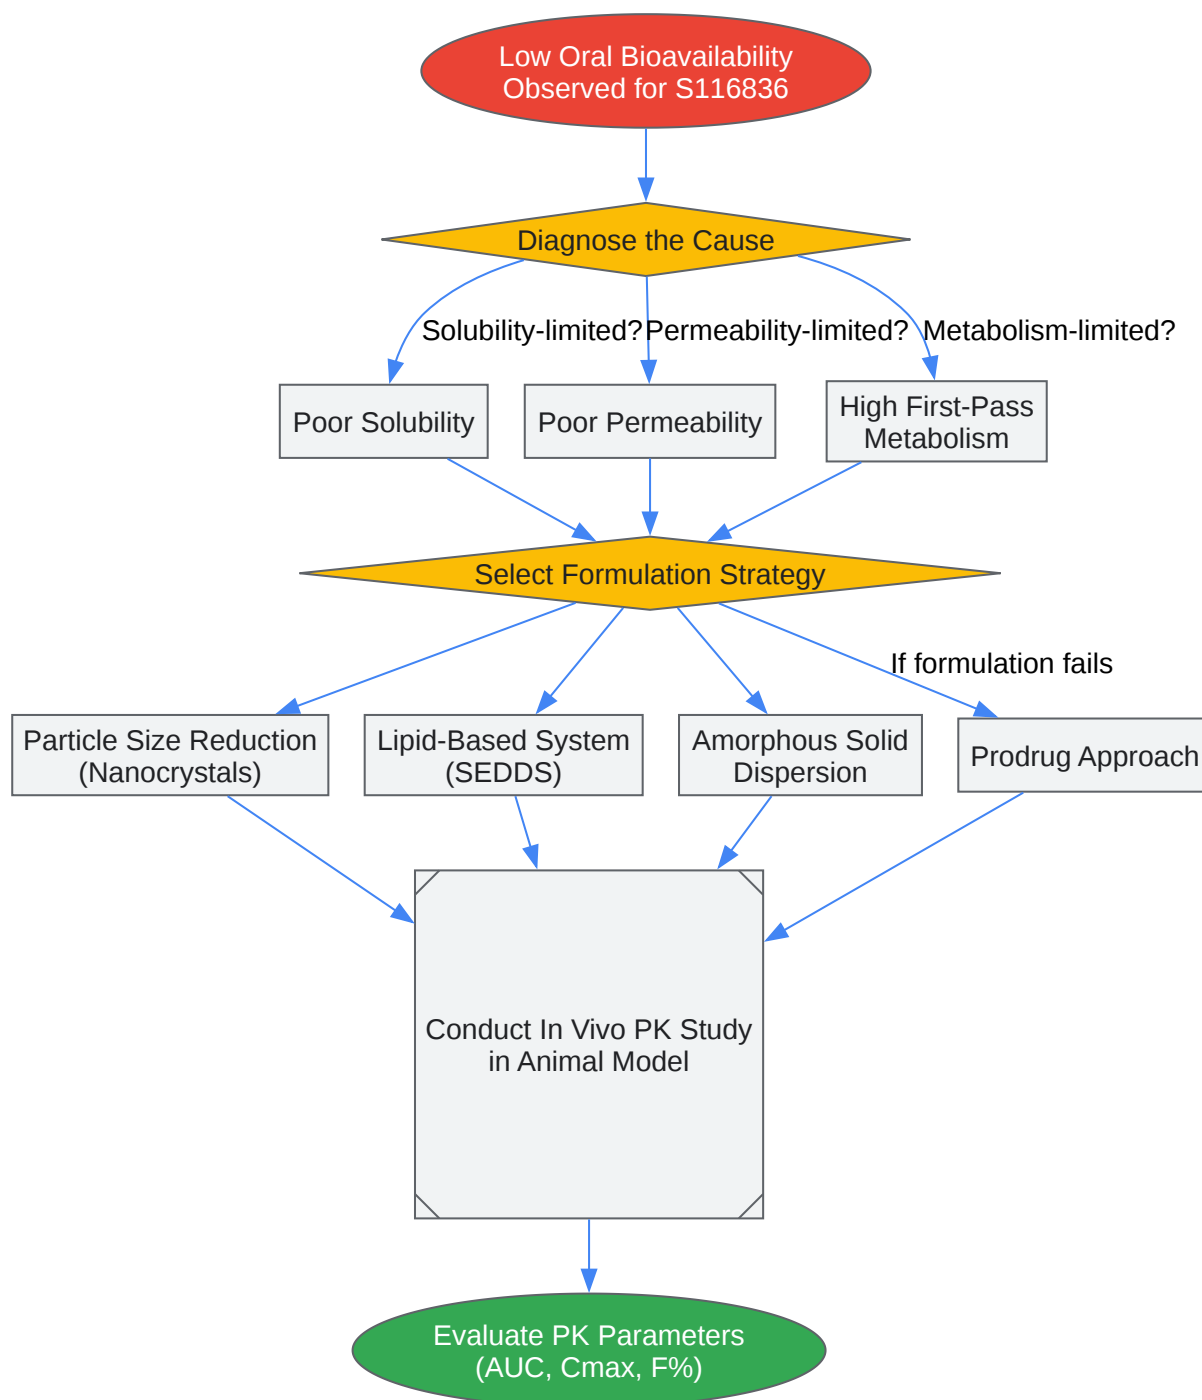 Low Oral Bioavailability
Observed for S116836
Diagnose the Cause
Solubility-limited?
Permeability-limited?
Metabolism-limited?
Poor Solubility
Poor Permeability
High First-Pass
Metabolism
Select Formulation Strategy
If formulation fails
Particle Size Reduction
(Nanocrystals)
Lipid-Based System
(SEDDS)
Amorphous Solid
Dispersion
Prodrug Approach
Conduct In Vivo PK Study
in Animal Model
Evaluate PK Parameters
(AUC, Cmax, F%)